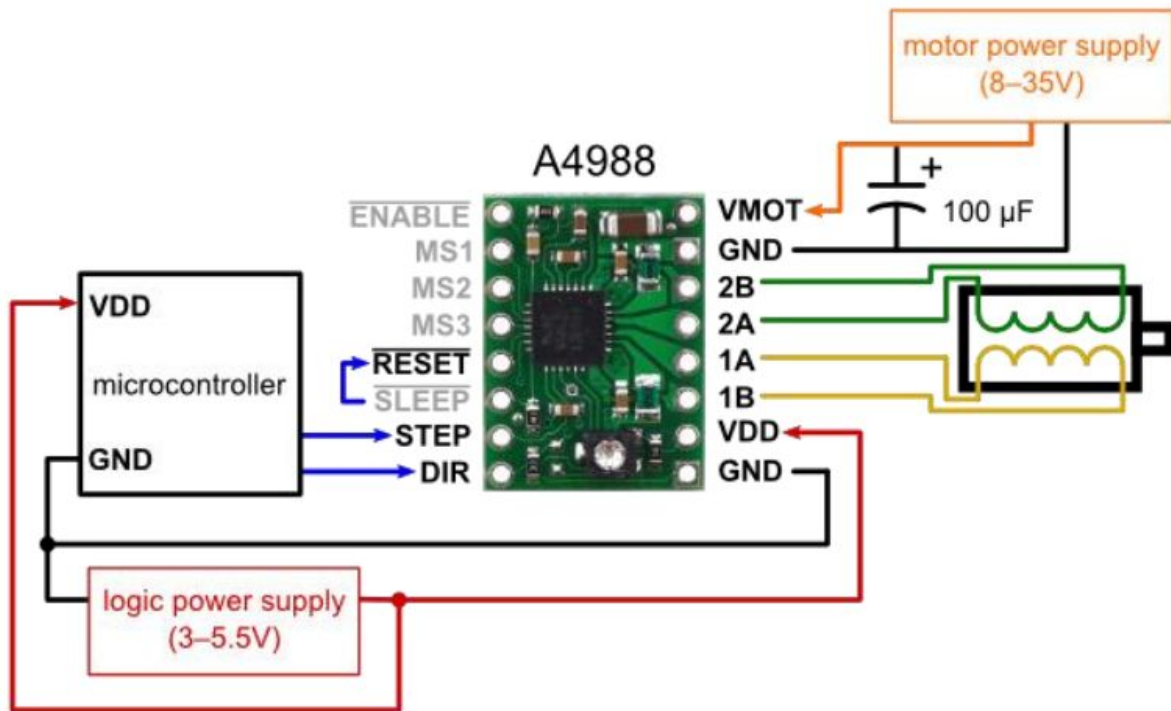 motor power supply
(8–35V)
A4988
ENABLE
MS1
MS2
MS3
RESET
SLEEP
STEP
DIR
VMOT
GND
2B
2A
1A
1B
VDD
GND
+
100 µF
VDD
microcontroller
GND
logic power supply
(3–5.5V)